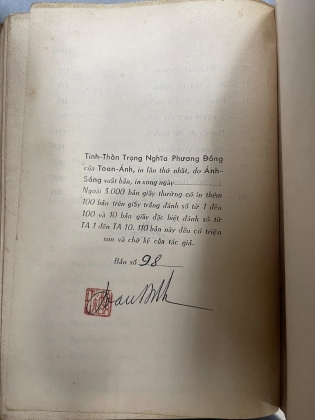 Tinh-Thần Trọng Nghĩa Phương Đông
của Toan-Ánh, in lần thứ nhất, do Ánh-
Sáng xuất bản, in xong ngày..............
Ngoài 3.000 bản giấy thường có in thêm
100 bản trên giấy trắng đánh số từ 1 đến
100 và 10 bản giấy đặc biệt đánh số từ
TA 1 đến TA 10. 110 bản này đều có triện
son và chữ ký của tác giả.
Bản số 98